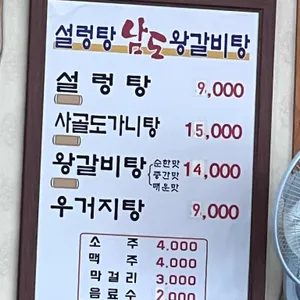 설렁탕 남도 왕갈비탕
설렁탕 9,000
사골도가니탕 15,000
왕갈비탕 순한맛 중간맛 매운맛 14,000
우거지탕 9,000
소주 4,000
맥주 4,000
막걸리 3,000
음료수 2,000